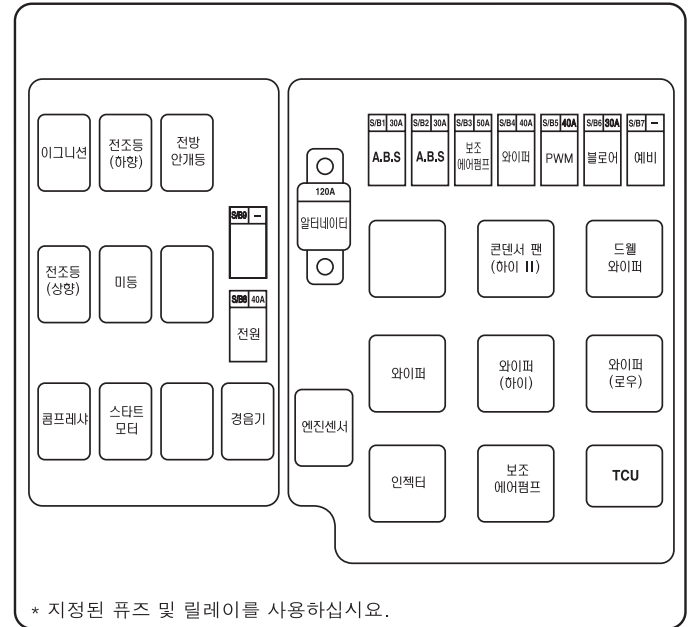 S/B1 30A
A.B.S
S/B2 30A
A.B.S
S/B3 50A
보조
에어펌프
S/B4 40A
와이퍼
S/B5 40A
PWM
S/B6 30A
블로어
S/B7 –
예비
이그니션
전조등
(하향)
전방
안개등
S/B9 –
120A
알터네이터
콘덴서 팬
(하이 II)
드웰
와이퍼
전조등
(상향)
미등
S/B8 40A
전원
와이퍼
와이퍼
(하이)
와이퍼
(로우)
콤프레샤
스타트
모터
경음기
엔진센서
인젝터
보조
에어펌프
TCU
* 지정된 퓨즈 및 릴레이를 사용하십시요.